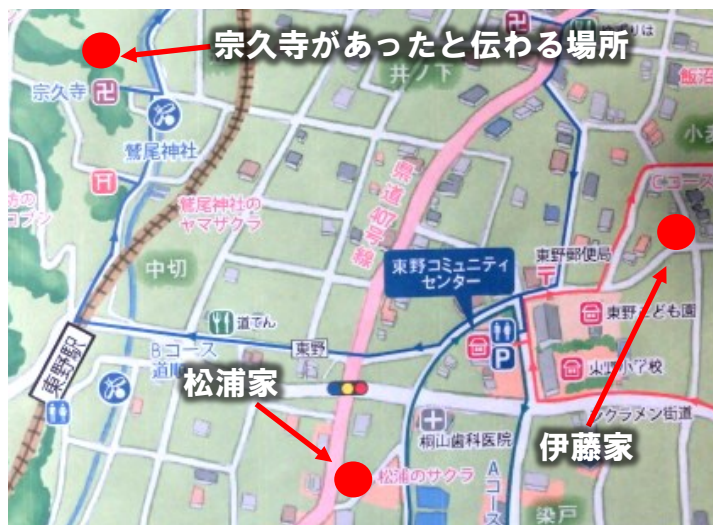 宗久寺があったと伝わる場所
井ノ下
飯沼
宗久寺
小麦
鷲尾神社
Cコース
県道407号線
鷲尾神社の
ヤマザクラ
東野郵便局
中切
東野コミュニティ
センター
道でん
東野
東野こども園
Bコース
東野駅
P
東野小学校
松浦家
シクラメン街道
桐山歯科医院
伊藤家
松浦のサクラ
Aコース
染戸